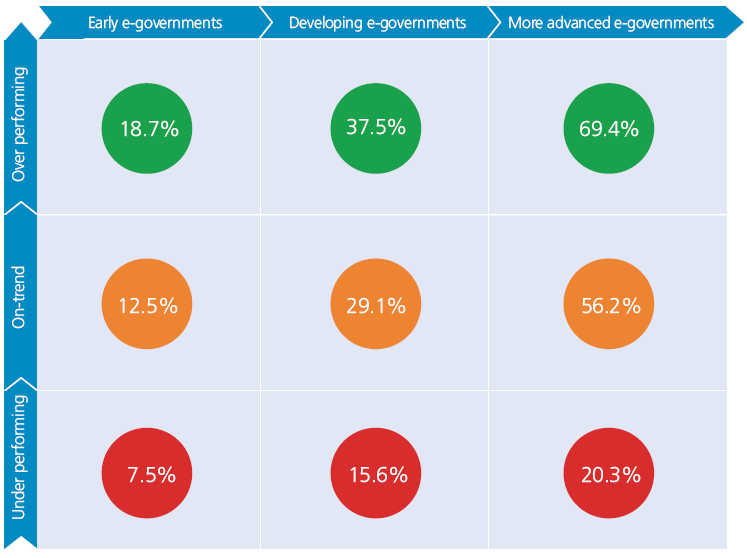 Early e-governments
Developing e-governments
More advanced e-governments
Over performing
18.7%
37.5%
69.4%
On-trend
12.5%
29.1%
56.2%
Under performing
7.5%
15.6%
20.3%